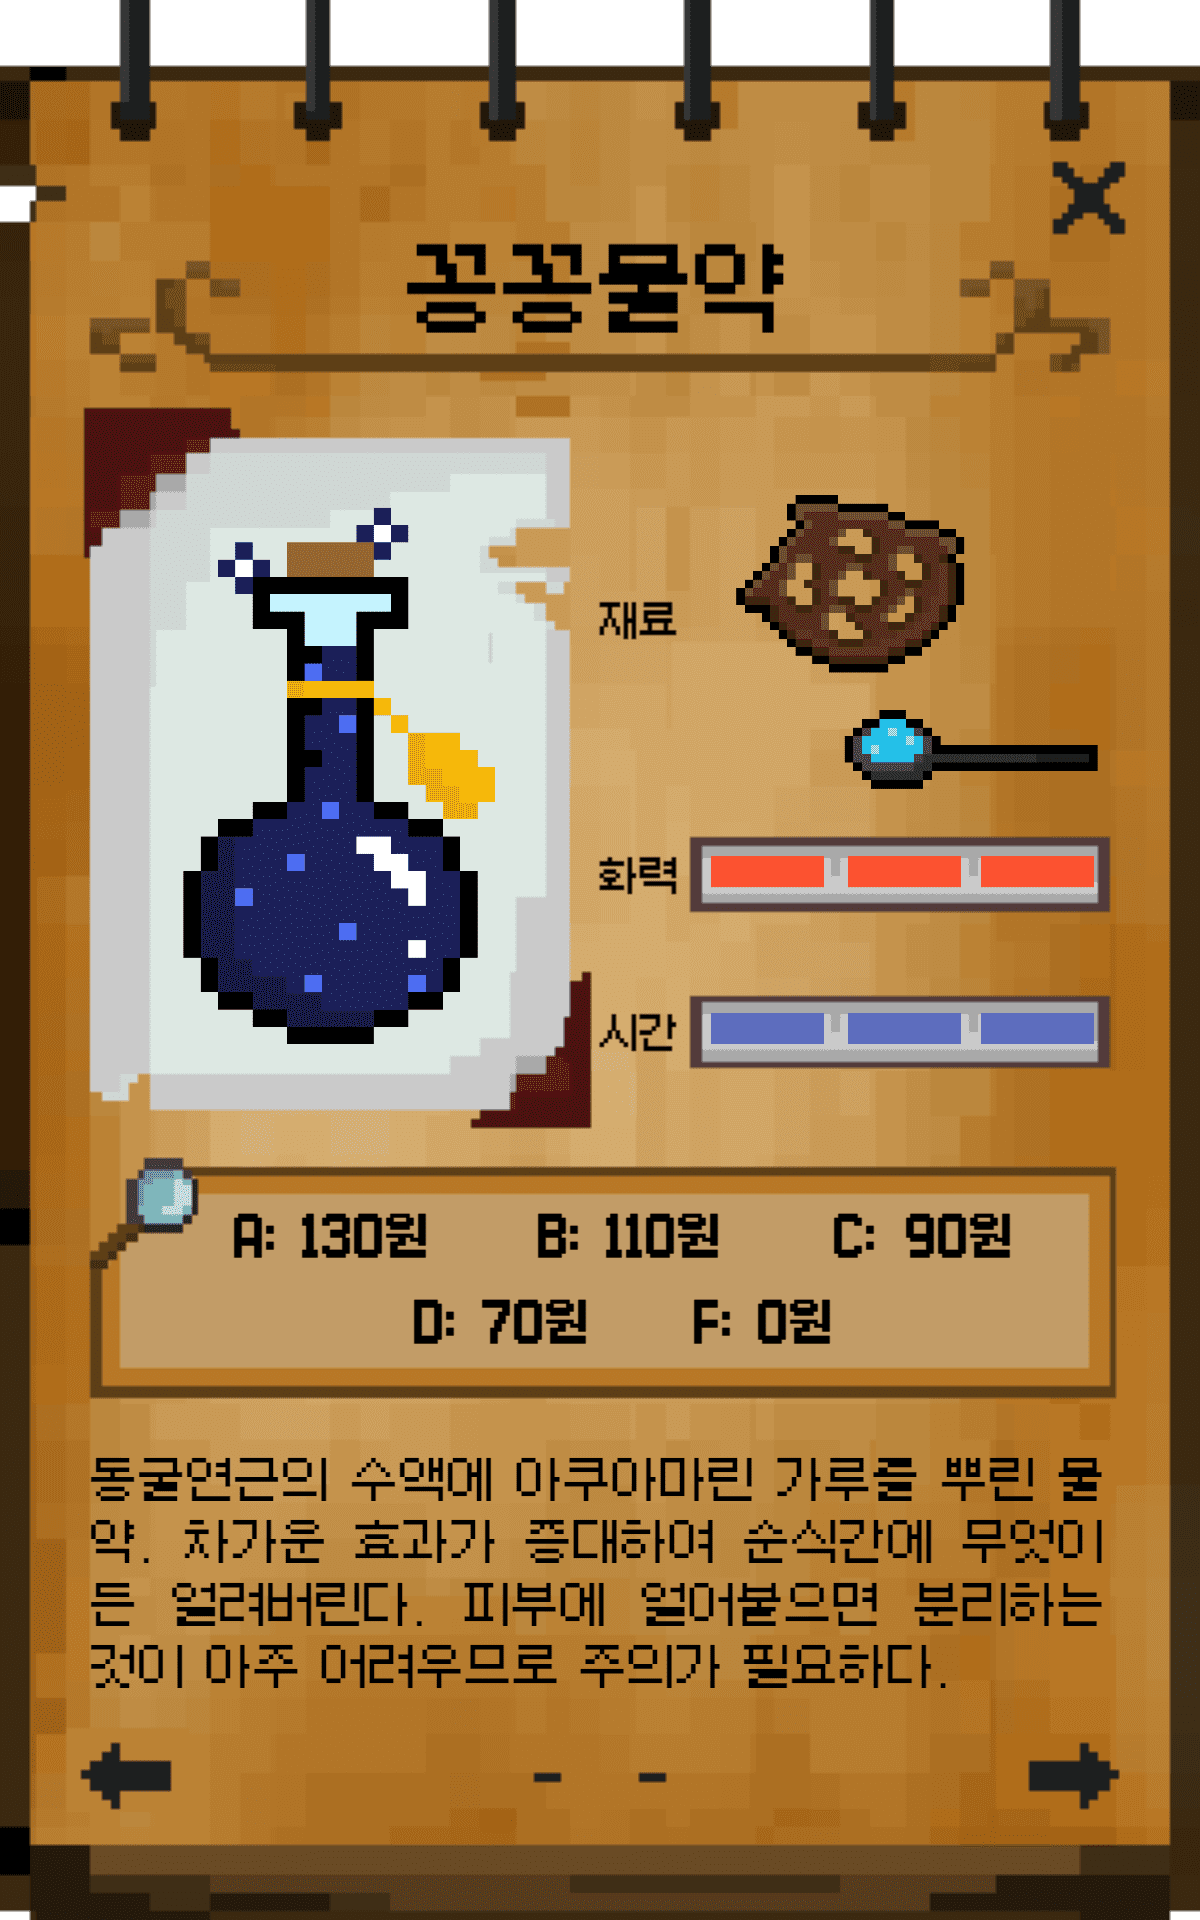 꽁꽁물약
재료
화력
시간
A: 130원 B: 110원 C: 90원
D: 70원 F: 0원
동굴연근의 수액에 아쿠아마린 가루를 뿌린 물
약. 차가운 효과가 증대하여 순식간에 무엇이
든 얼려버린다. 피부에 얼어붙으면 분리하는
것이 아주 어려우므로 주의가 필요하다.
- -